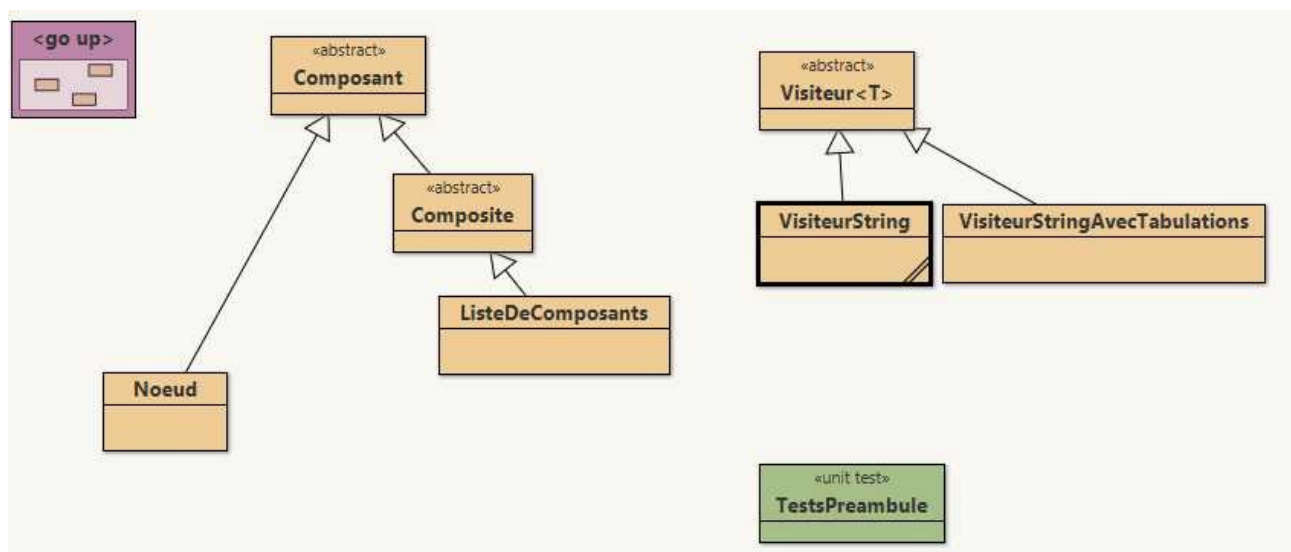 <go up>
«abstract»
Composant
«abstract»
Visiteur<T>
«abstract»
Composite
VisiteurString
VisiteurStringAvecTabulations
ListeDeComposants
Noeud
«unit test»
TestsPreambule